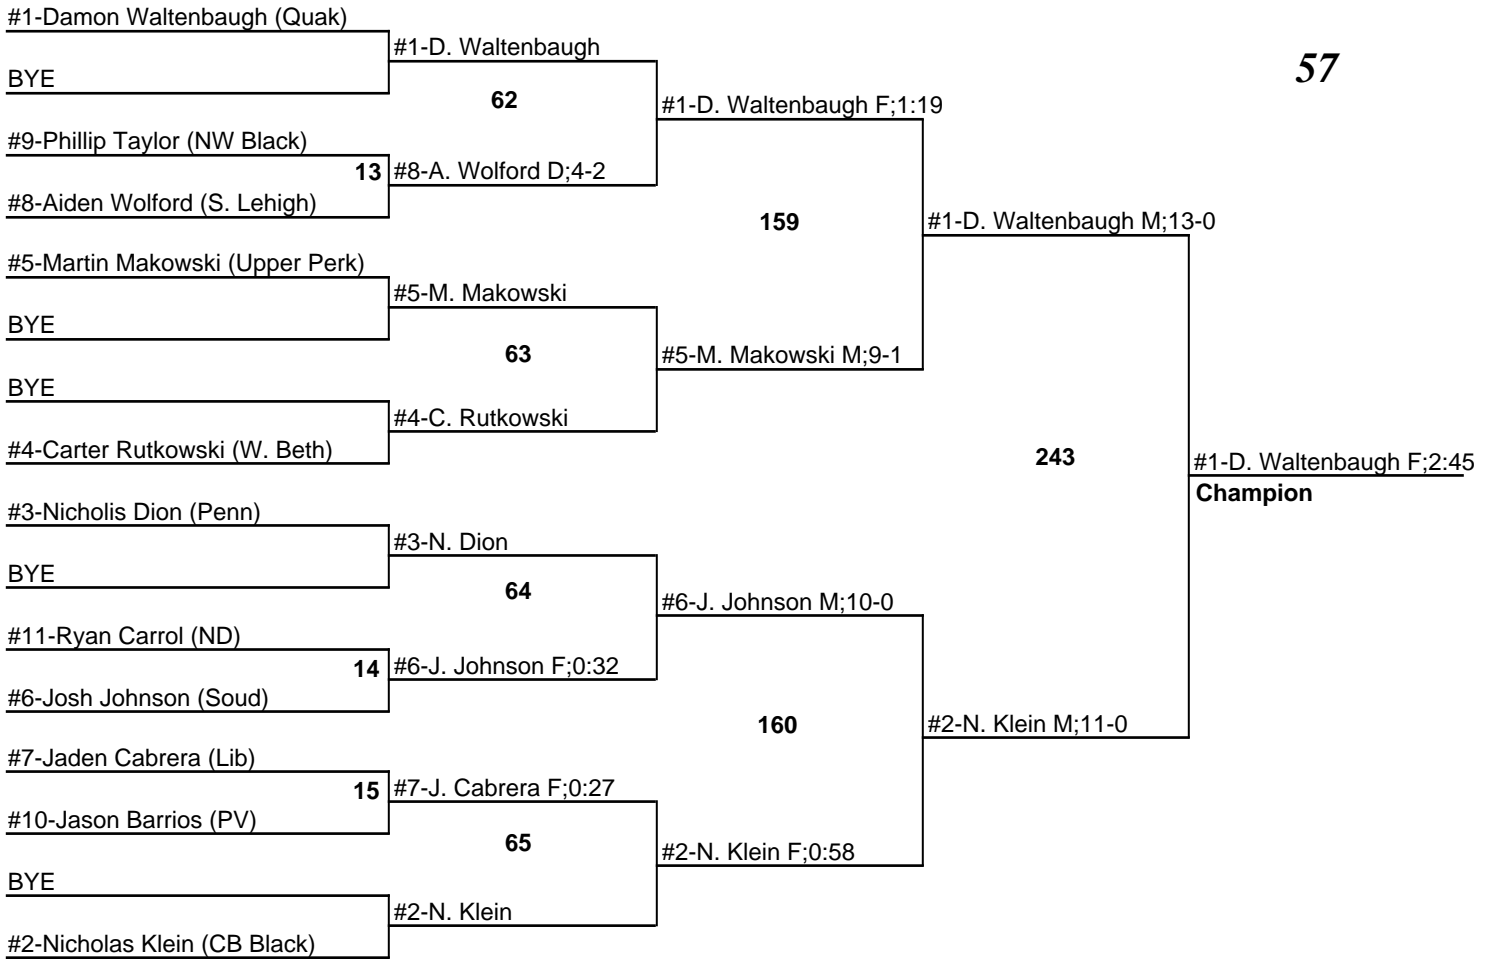 #1-Damon Waltenbaugh (Quak)
BYE
#9-Phillip Taylor (NW Black)
13
#8-Aiden Wolford (S. Lehigh)
#5-Martin Makowski (Upper Perk)
BYE
BYE
#4-Carter Rutkowski (W. Beth)
#3-Nicholis Dion (Penn)
BYE
#11-Ryan Carrol (ND)
14
#6-Josh Johnson (Soud)
#7-Jaden Cabrera (Lib)
15
#10-Jason Barrios (PV)
BYE
#2-Nicholas Klein (CB Black)
#1-D. Waltenbaugh
62
#8-A. Wolford D;4-2
#5-M. Makowski
63
#4-C. Rutkowski
#3-N. Dion
64
#6-J. Johnson F;0:32
#7-J. Cabrera F;0:27
65
#2-N. Klein
#1-D. Waltenbaugh F;1:19
159
#5-M. Makowski M;9-1
#6-J. Johnson M;10-0
160
#2-N. Klein F;0:58
#1-D. Waltenbaugh M;13-0
243
#2-N. Klein M;11-0
57
#1-D. Waltenbaugh F;2:45
Champion